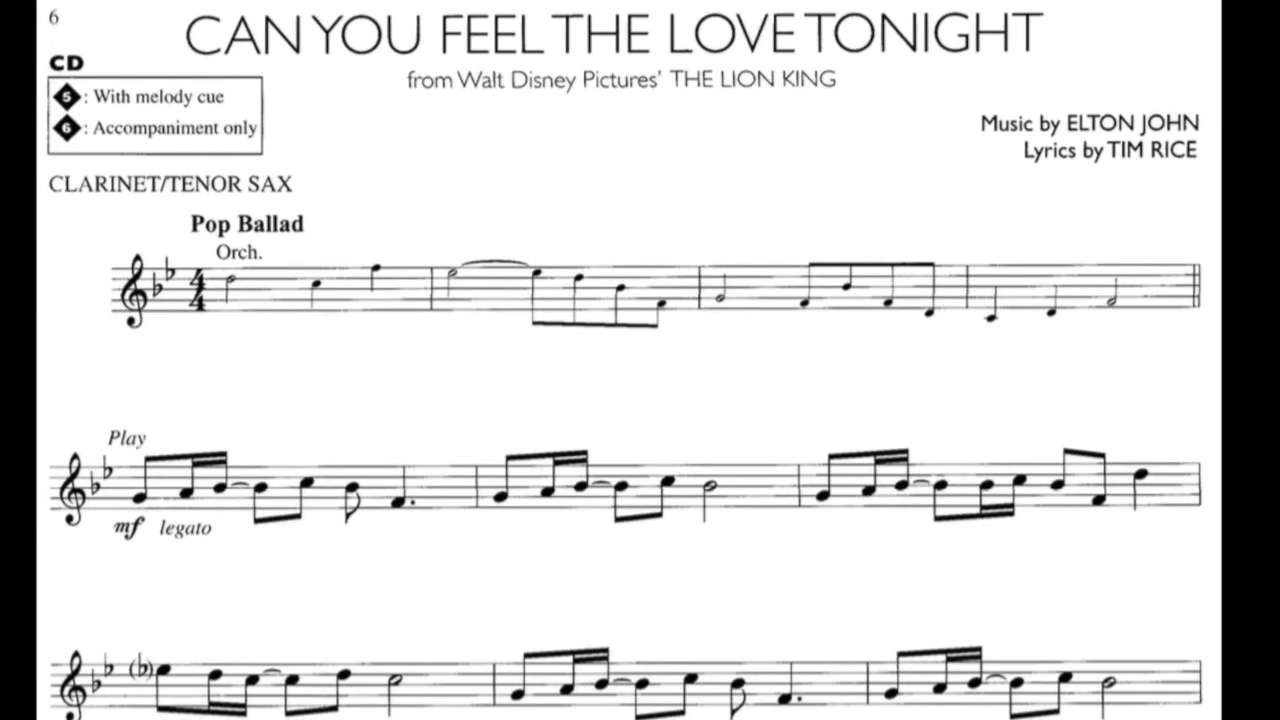 6
CAN YOU FEEL THE LOVE TONIGHT
from Walt Disney Pictures' THE LION KING
CD
5 : With melody cue
6 : Accompaniment only
Music by ELTON JOHN
Lyrics by TIM RICE
CLARINET/TENOR SAX
Pop Ballad
Orch.
4
4
Play
mf legato